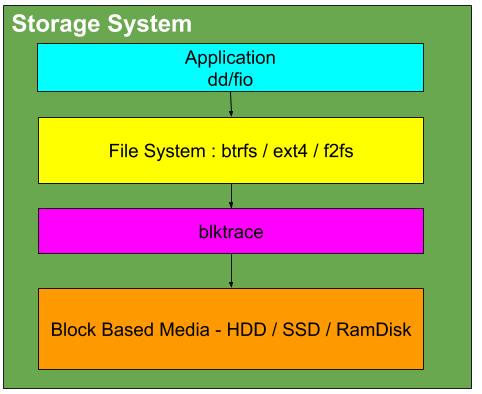 Storage System
Application
dd/fio
File System : btrfs / ext4 / f2fs
blktrace
Block Based Media - HDD / SSD / RamDisk